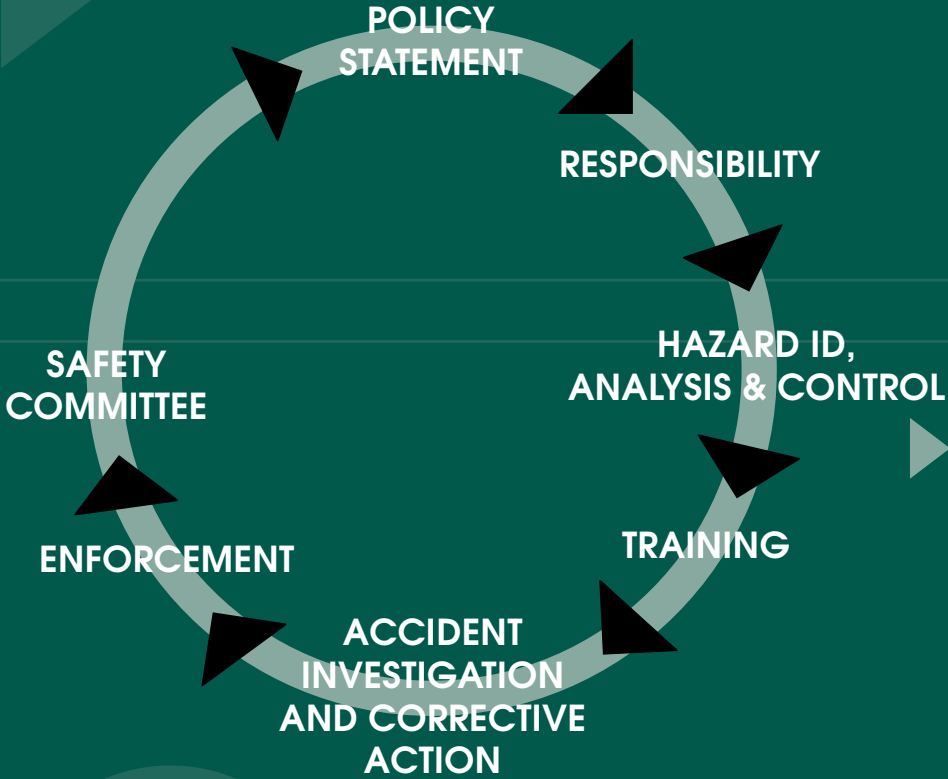 POLICY
STATEMENT
RESPONSIBILITY
HAZARD ID,
ANALYSIS & CONTROL
TRAINING
ACCIDENT
INVESTIGATION
AND CORRECTIVE
ACTION
ENFORCEMENT
SAFETY
COMMITTEE